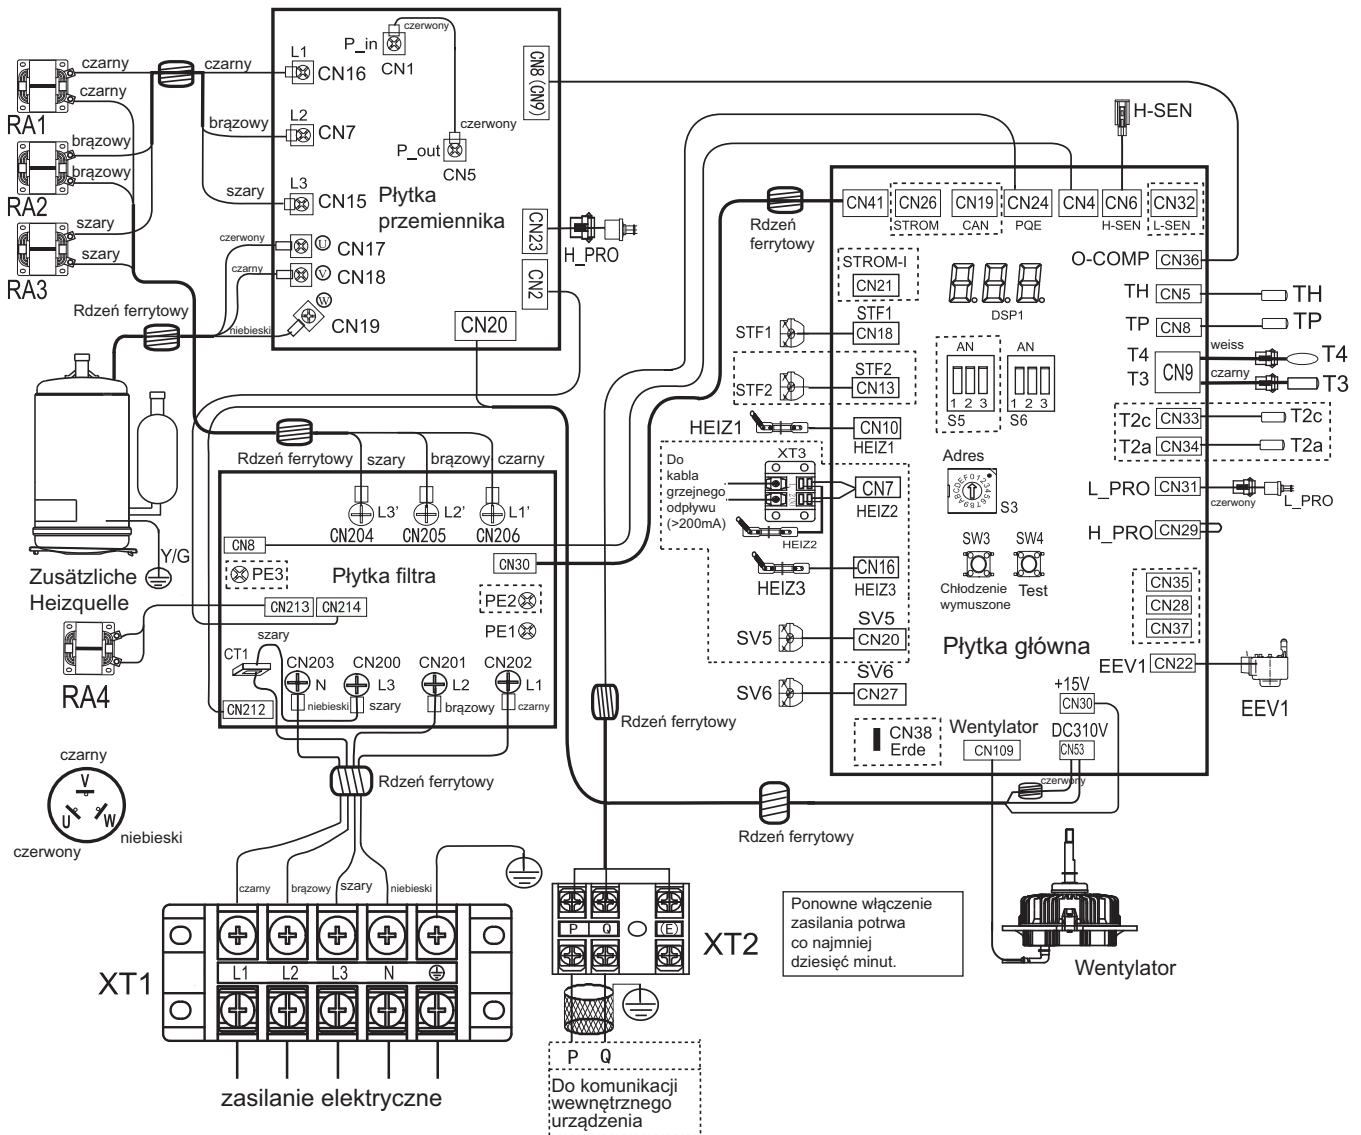 czarny
czarny
RA1
brązowy
brązowy
RA2
szary
szary
RA3
czarny
brązowy
szary
L1
CN16
L2
CN7
L3
CN15
P_in
CN1
czerwony
czerwony
P_out
CN5
Płytka
przemiennika
czerwony
U
CN17
czarny
V
CN18
niebieski
W
CN19
CN20
CN8 (CN9)
CN23
CN2
H_PRO
Rdzeń ferrytowy
Y/G
Zusätzliche
Heizquelle
RA4
Rdzeń ferrytowy
szary
brązowy
czarny
L3'
CN204
L2'
CN205
L1'
CN206
CN8
CN30
PE3
Płytka filtra
PE2
PE1
CN213
CN214
szary
CT1
CN203
N
niebieski
CN200
L3
szary
CN201
L2
brązowy
CN202
L1
czarny
CN212
Rdzeń ferrytowy
czarny
V
U
W
czerwony
niebieski
czarny
brązowy
szary
niebieski
XT1
L1
L2
L3
N
zasilanie elektryczne
Rdzeń ferrytowy
P
Q
(E)
XT2
P
Q
Do komunikacji
wewnętrznego
urządzenia
Rdzeń ferrytowy
Ponowne włączenie
zasilania potrwa
co najmniej
dziesięć minut.
Wentylator
Rdzeń
ferrytowy
H-SEN
CN41
CN26
STROM
CN19
CAN
CN24
PQE
CN4
CN6
H-SEN
CN32
L-SEN
STROM-I
CN21
DSP1
O-COMP
CN36
TH
CN5
TH
TP
CN8
TP
T4
T3
CN9
weiss
T4
czarny
T3
T2c
CN33
T2c
T2a
CN34
T2a
L_PRO
CN31
czerwony
L_PRO
H_PRO
CN29
STF1
STF1
CN18
STF2
STF2
CN13
HEIZ1
CN10
HEIZ1
AN
1 2 3
S5
AN
1 2 3
S6
Do
kabla
grzejnego
odpływu
(>200mA)
XT3
CN7
HEIZ2
HEIZ2
HEIZ3
CN16
HEIZ3
SV5
SV5
CN20
SV6
SV6
CN27
Adres
S3
SW3
Chłodzenie
wymuszone
SW4
Test
CN35
CN28
CN37
Płytka główna
EEV1
CN22
EEV1
+15V
CN30
CN38
Erde
Wentylator
CN109
DC310V
CN53
czerwony